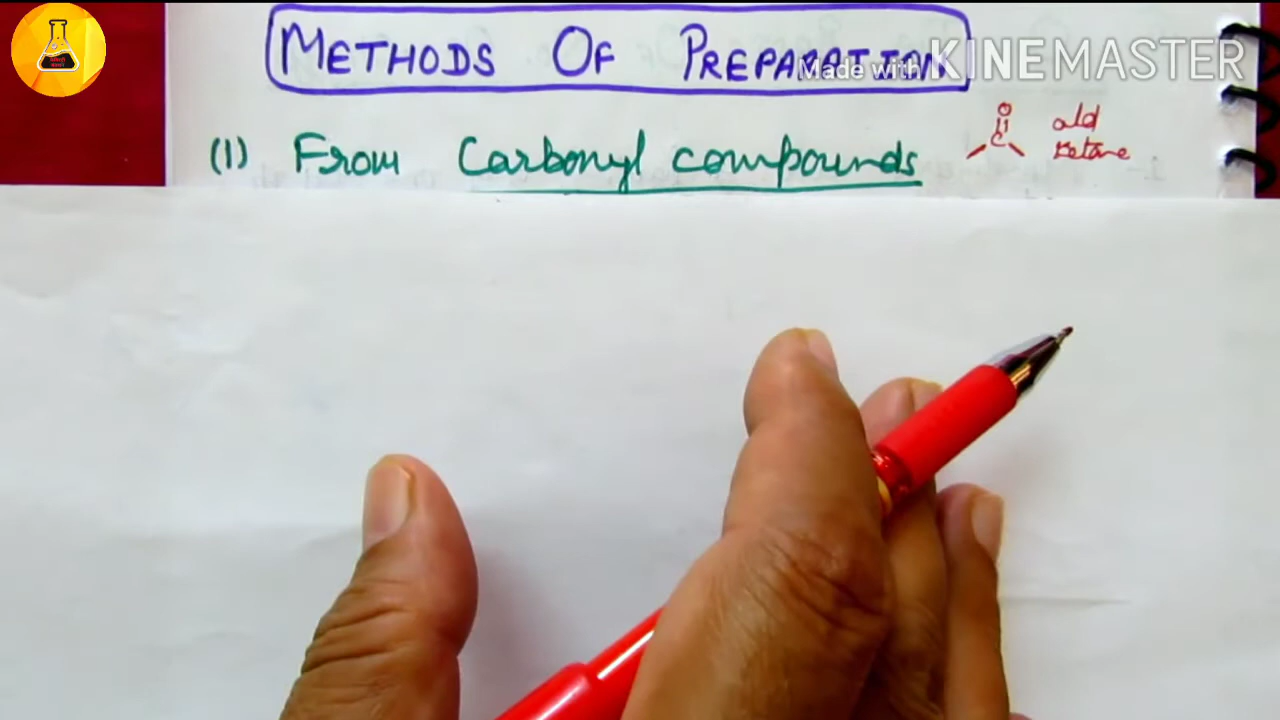 METHODS OF PREPARATION
Made with KINEMASTER
(1) From Carbonyl compounds
O
C
ald
ketone